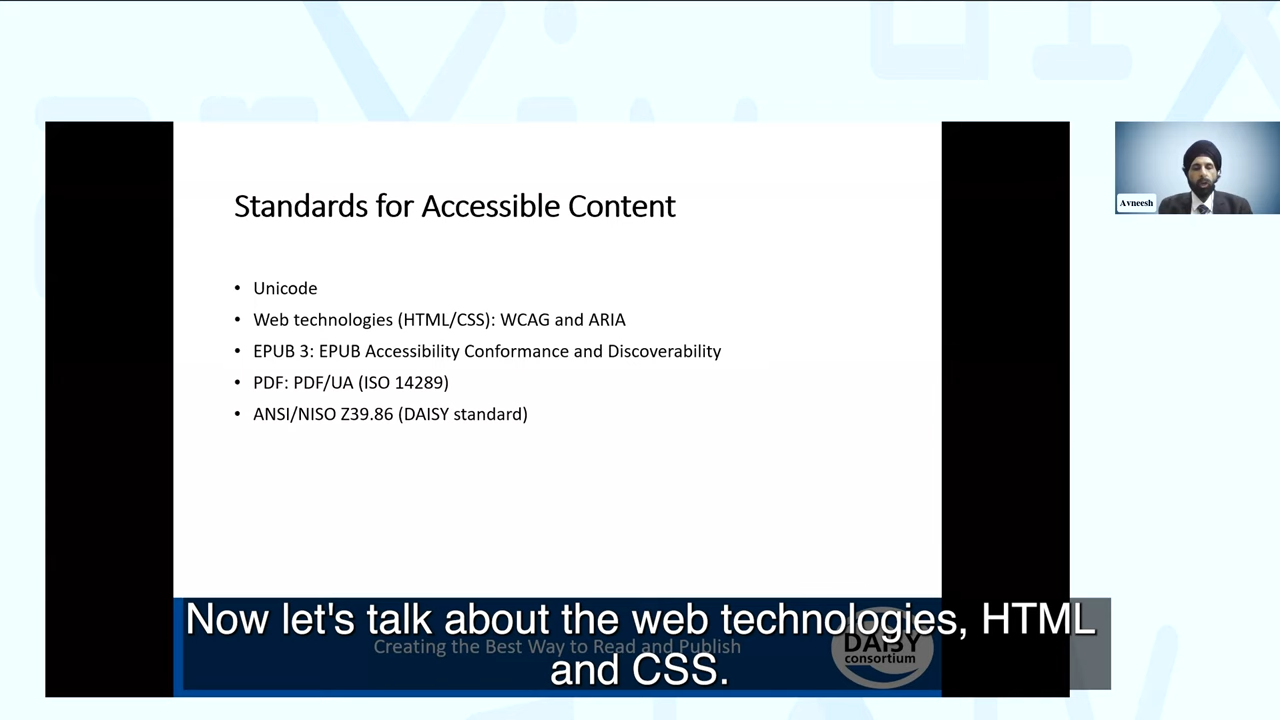 Standards for Accessible Content
• Unicode
• Web technologies (HTML/CSS): WCAG and ARIA
• EPUB 3: EPUB Accessibility Conformance and Discoverability
• PDF: PDF/UA (ISO 14289)
• ANSI/NISO Z39.86 (DAISY standard)
Avneesh
Creating the Best Way to Read and Publish
DAISY
consortium
Now let's talk about the web technologies, HTML
and CSS.